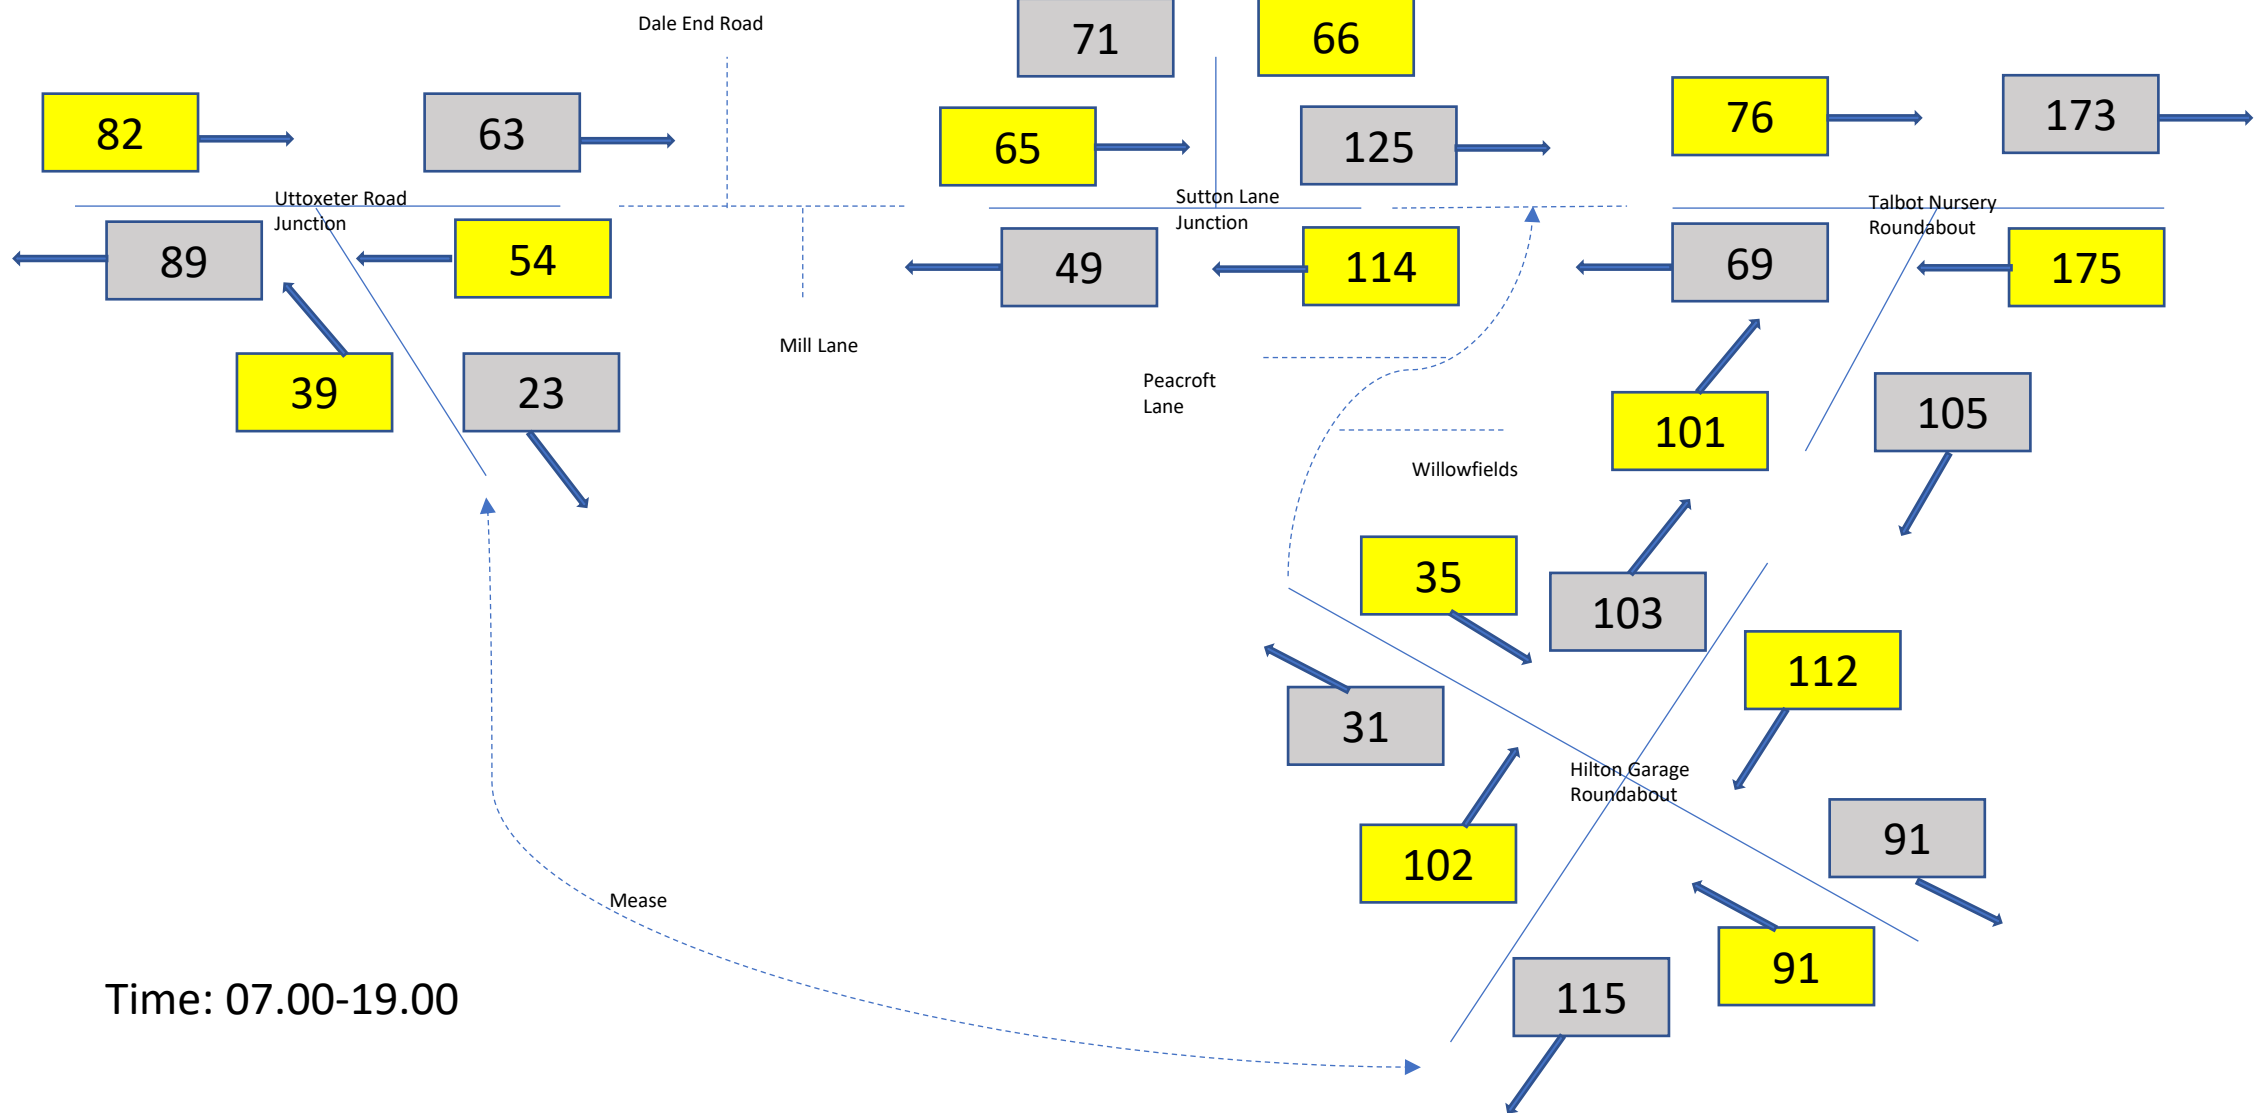 Dale End Road
71
66
82
63
65
125
76
173
Uttoxeter Road
Junction
Sutton Lane
Junction
Talbot Nursery
Roundabout
89
54
49
114
69
175
Mill Lane
39
23
Peacroft
Lane
101
105
Willowfields
35
103
112
31
Hilton Garage
Roundabout
102
91
Mease
91
Time: 07.00-19.00
115